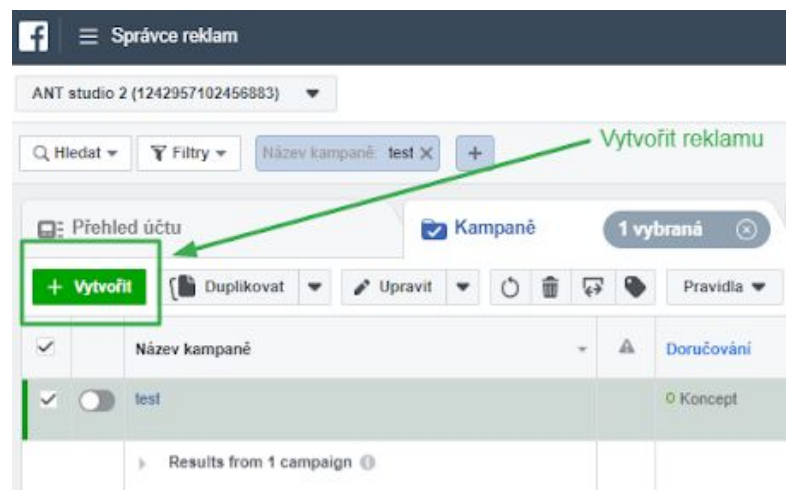 Správce reklam
ANT studio 2 (1242957102456883)
Hledat
Filtry
Název kampaně: test
+
Vytvořit reklamu
Přehled účtu
Kampaně
1 vybraná
+ Vytvořit
Duplikovat
Upravit
Pravidla
Název kampaně
Doručování
test
Koncept
Results from 1 campaign